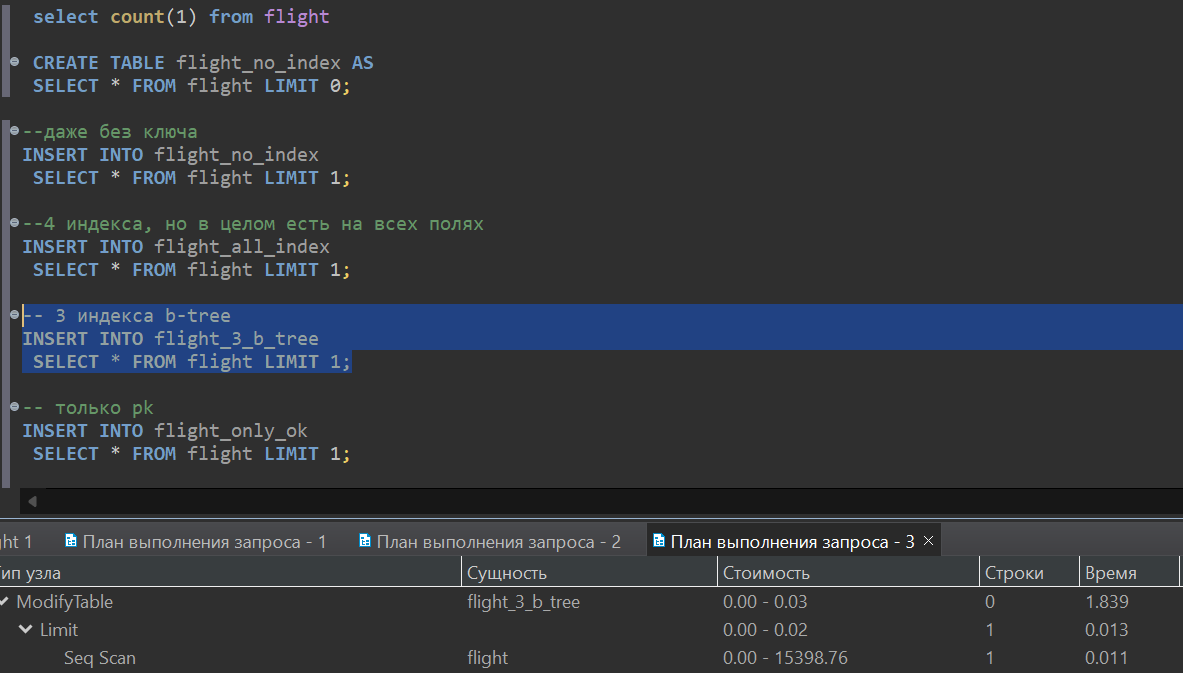 select count(1) from flight
CREATE TABLE flight_no_index AS
SELECT * FROM flight LIMIT 0;
--даже без ключа
INSERT INTO flight_no_index
SELECT * FROM flight LIMIT 1;
--4 индекса, но в целом есть на всех полях
INSERT INTO flight_all_index
SELECT * FROM flight LIMIT 1;
-- 3 индекса b-tree
INSERT INTO flight_3_b_tree
SELECT * FROM flight LIMIT 1;
-- только pk
INSERT INTO flight_only_ok
SELECT * FROM flight LIMIT 1;
ght 1 План выполнения запроса - 1 План выполнения запроса - 2 План выполнения запроса - 3
ип узла Сущность Стоимость Строки Время
ModifyTable flight_3_b_tree 0.00 - 0.03 0 1.839
Limit 0.00 - 0.02 1 0.013
Seq Scan flight 0.00 - 15398.76 1 0.011